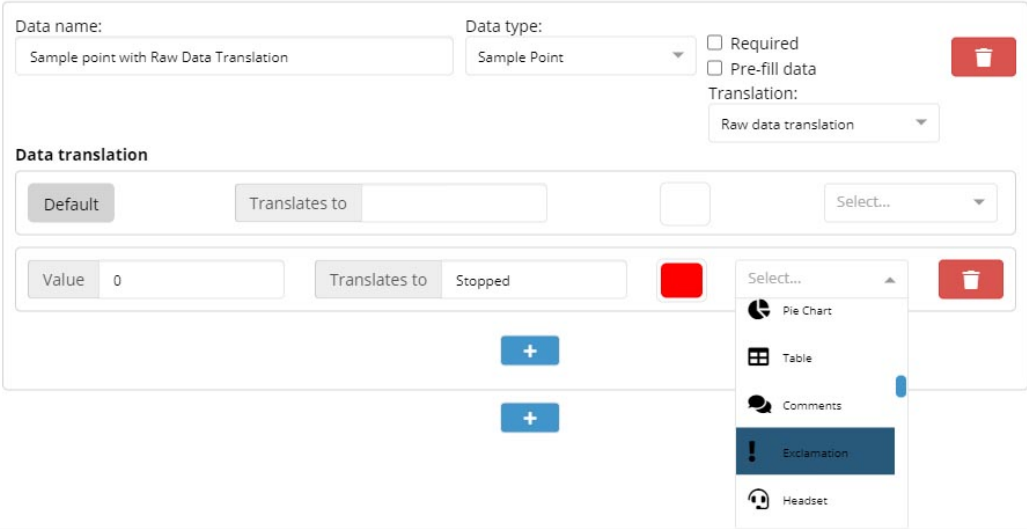 Data name:
Data type:
Sample point with Raw Data Translation
Sample Point
Required
Pre-fill data
Translation:
Raw data translation
Data translation
Default
Translates to
Select...
Value
0
Translates to
Stopped
Select...
Pie Chart
Table
Comments
Exclamation
Headset